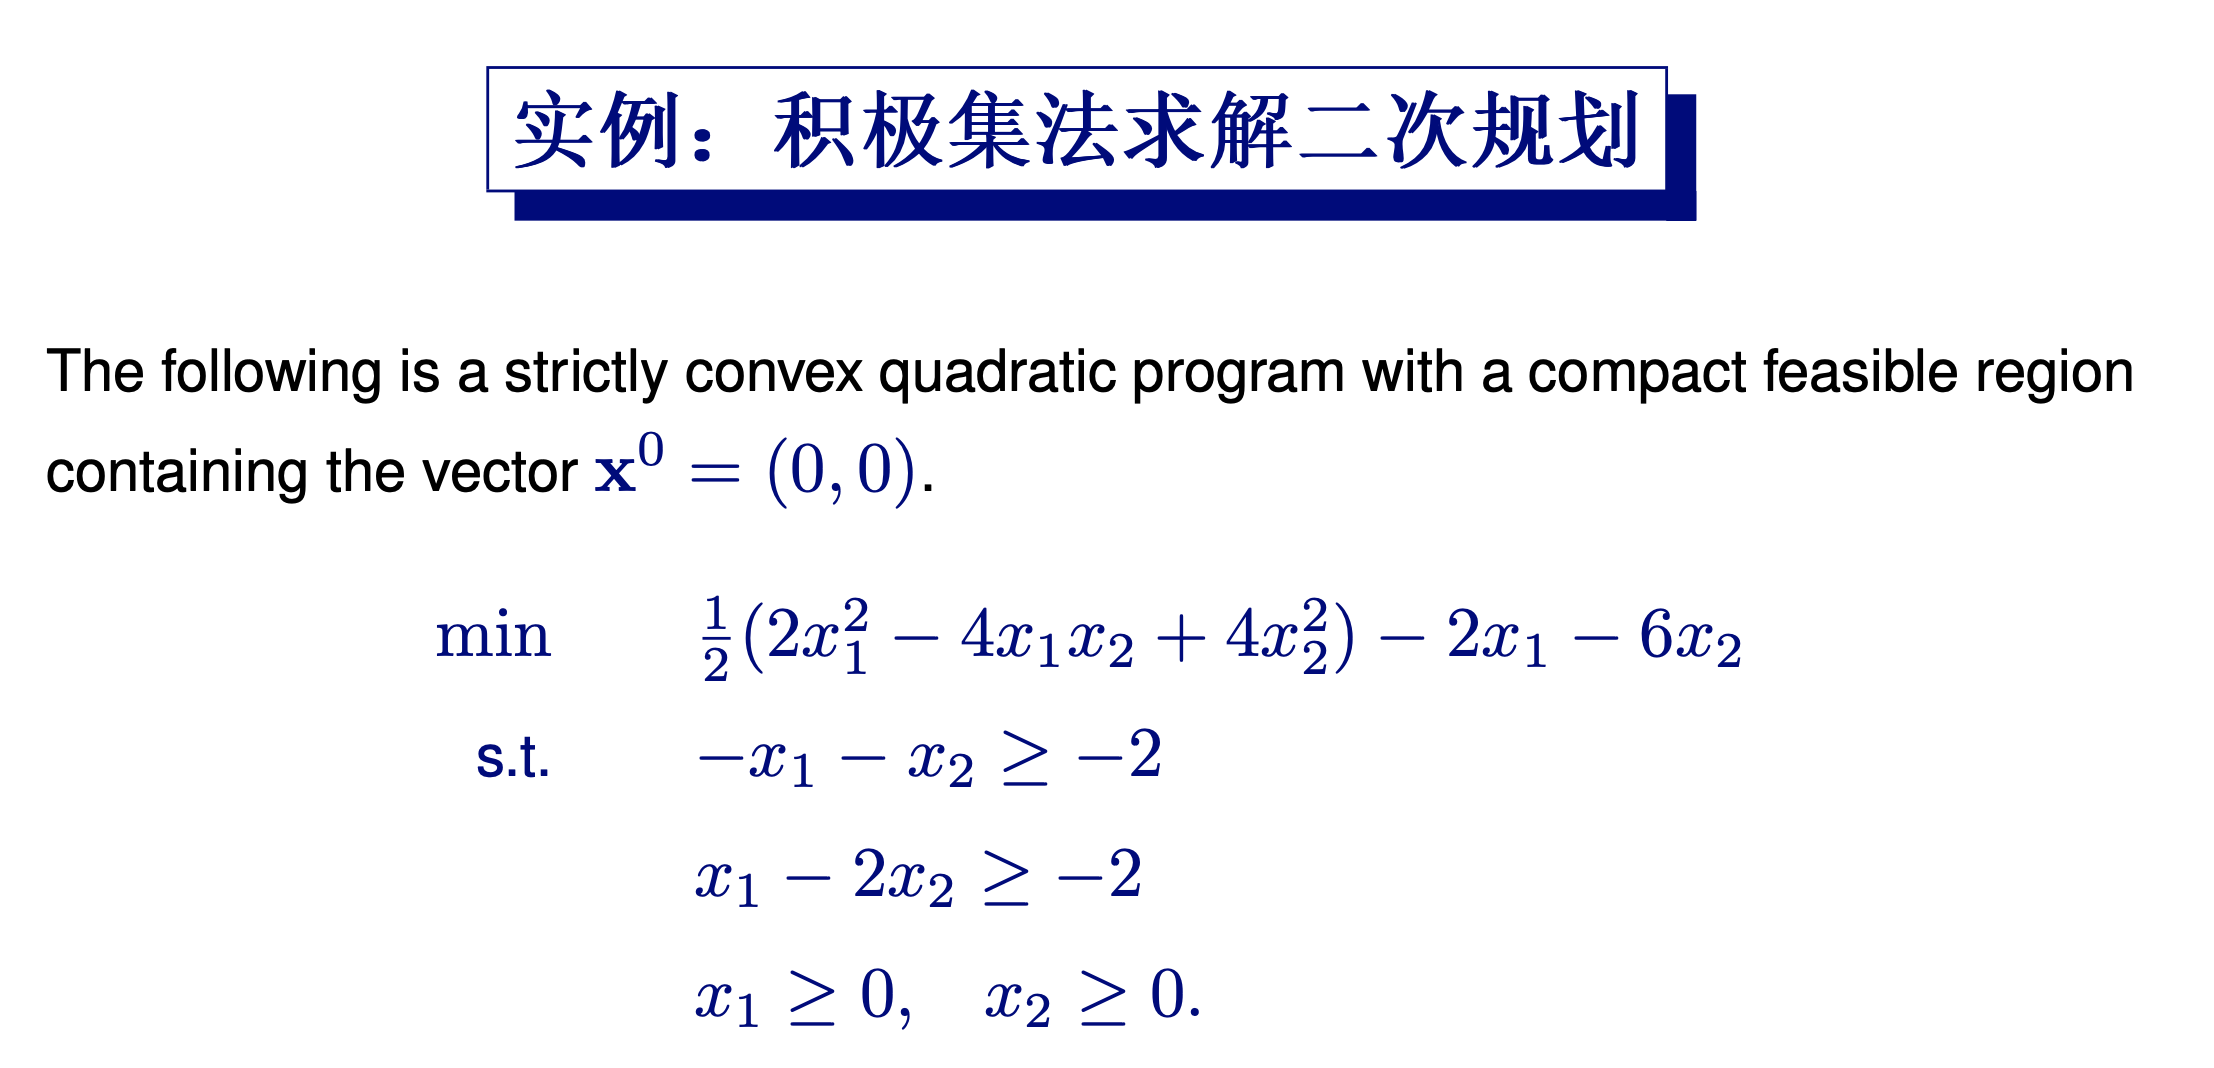 实例：积极集法求解二次规划
The following is a strictly convex quadratic program with a compact feasible region
containing the vector $\mathbf{x}^0 = (0, 0)$.
min $\frac{1}{2}(2x_1^2 - 4x_1x_2 + 4x_2^2) - 2x_1 - 6x_2$
s.t. $-x_1 - x_2 \geq -2$
$x_1 - 2x_2 \geq -2$
$x_1 \geq 0, \quad x_2 \geq 0.$